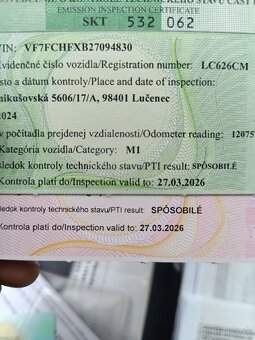 EMISSION INSPECTION CERTIFICATE
SKT 532 062
VIN: VF7FCHFXB27094830
Evidenčné číslo vozidla/Registration number: LC626CM
sto a dátum kontroly/Place and date of inspection:
nikušovská 5606/17/A, 98401 Lučenec
2024
v počítadla prejdenej vzdialenosti/Odometer reading: 12075
Kategória vozidla/Category: M1
sledok kontroly technického stavu/PTI result: SPÔSOBILÉ
Kontrola platí do/Inspection valid to: 27.03.2026
sledok kontroly technického stavu/PTI result: SPÔSOBILÉ
Kontrola platí do/Inspection valid to: 27.03.2026